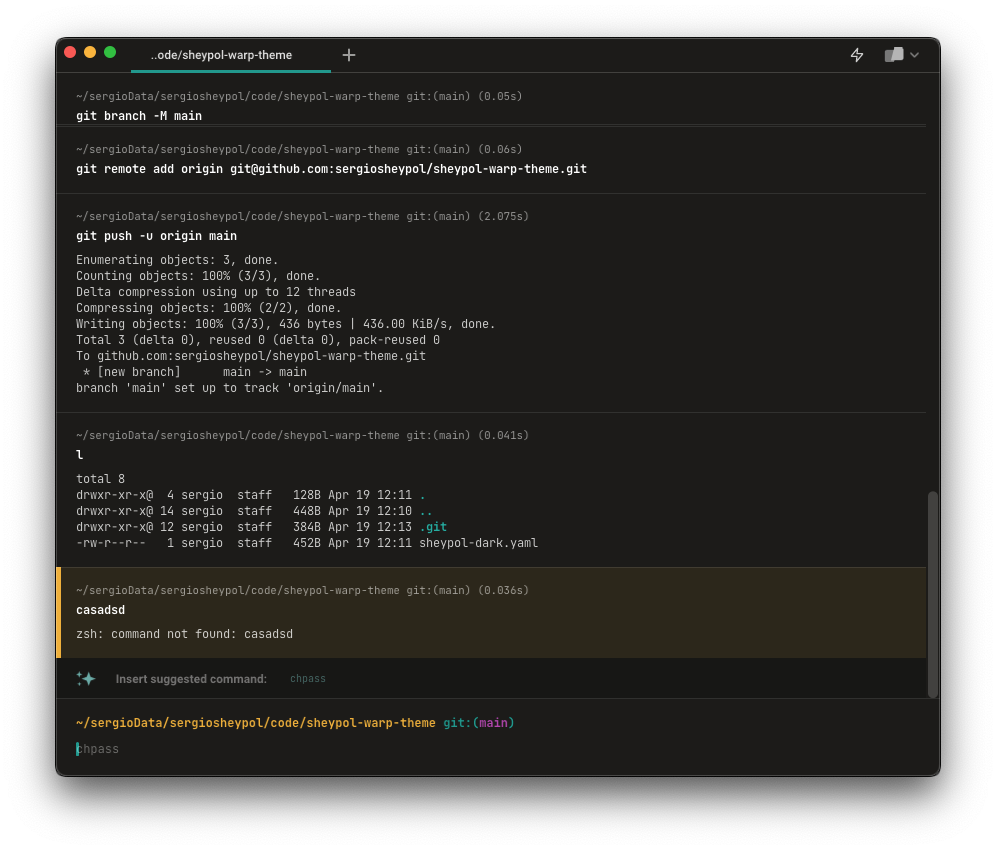 ..ode/sheypol-warp-theme
~/sergioData/sergiosheypol/code/sheypol-warp-theme git:(main) (0.05s)
git branch -M main
~/sergioData/sergiosheypol/code/sheypol-warp-theme git:(main) (0.06s)
git remote add origin git@github.com:sergiosheypol/sheypol-warp-theme.git
~/sergioData/sergiosheypol/code/sheypol-warp-theme git:(main) (2.075s)
git push -u origin main
Enumerating objects: 3, done.
Counting objects: 100% (3/3), done.
Delta compression using up to 12 threads
Compressing objects: 100% (2/2), done.
Writing objects: 100% (3/3), 436 bytes | 436.00 KiB/s, done.
Total 3 (delta 0), reused 0 (delta 0), pack-reused 0
To github.com:sergiosheypol/sheypol-warp-theme.git
 * [new branch]      main -> main
branch 'main' set up to track 'origin/main'.
~/sergioData/sergiosheypol/code/sheypol-warp-theme git:(main) (0.041s)
l
total 8
drwxr-xr-x@  4 sergio  staff   128B Apr 19 12:11 .
drwxr-xr-x@ 14 sergio  staff   448B Apr 19 12:10 ..
drwxr-xr-x@ 12 sergio  staff   384B Apr 19 12:13 .git
-rw-r--r--   1 sergio  staff   452B Apr 19 12:11 sheypol-dark.yaml
~/sergioData/sergiosheypol/code/sheypol-warp-theme git:(main) (0.036s)
casadsd
zsh: command not found: casadsd
Insert suggested command: chpass
~/sergioData/sergiosheypol/code/sheypol-warp-theme git:(main)
chpass